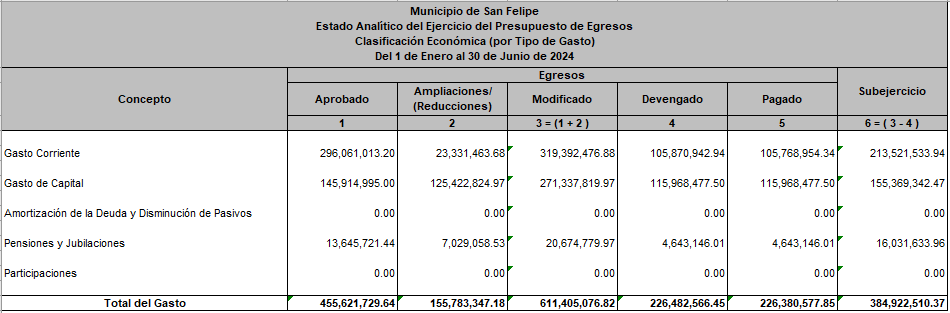 Municipio de San Felipe
Estado Analítico del Ejercicio del Presupuesto de Egresos
Clasificación Económica (por Tipo de Gasto)
Del 1 de Enero al 30 de Junio de 2024
Concepto Egresos Subejercicio
Aprobado Ampliaciones/ (Reducciones) Modificado Devengado Pagado
1 2 3 = (1 + 2 ) 4 5 6 = ( 3 - 4 )
Gasto Corriente 296,061,013.20 23,331,463.68 319,392,476.88 105,870,942.94 105,768,954.34 213,521,533.94
Gasto de Capital 145,914,995.00 125,422,824.97 271,337,819.97 115,968,477.50 115,968,477.50 155,369,342.47
Amortización de la Deuda y Disminución de Pasivos 0.00 0.00 0.00 0.00 0.00 0.00
Pensiones y Jubilaciones 13,645,721.44 7,029,058.53 20,674,779.97 4,643,146.01 4,643,146.01 16,031,633.96
Participaciones 0.00 0.00 0.00 0.00 0.00 0.00
Total del Gasto 455,621,729.64 155,783,347.18 611,405,076.82 226,482,566.45 226,380,577.85 384,922,510.37